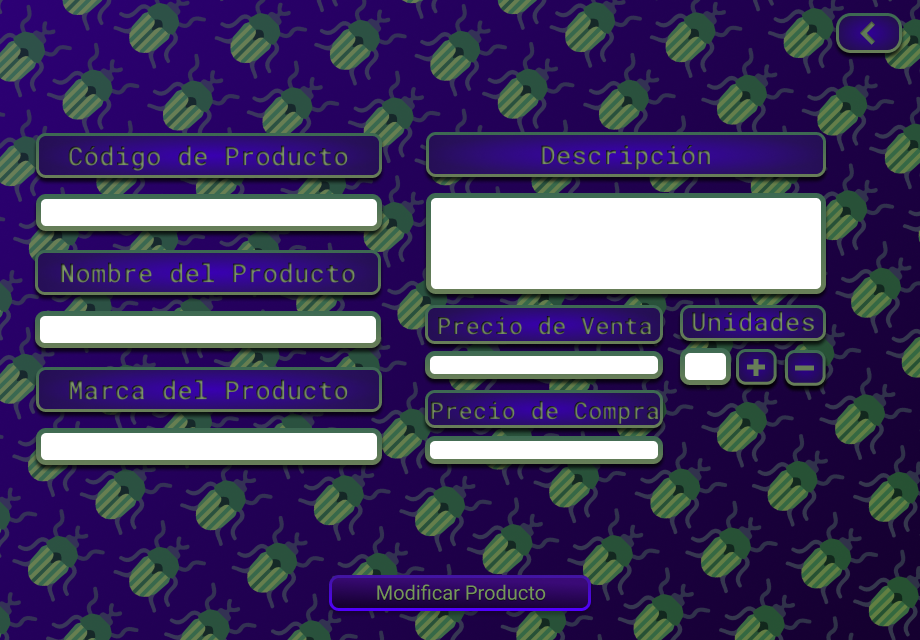 Código de Producto
Nombre del Producto
Marca del Producto
Descripción
Precio de Venta
Unidades
+ −
Precio de Compra
Modificar Producto